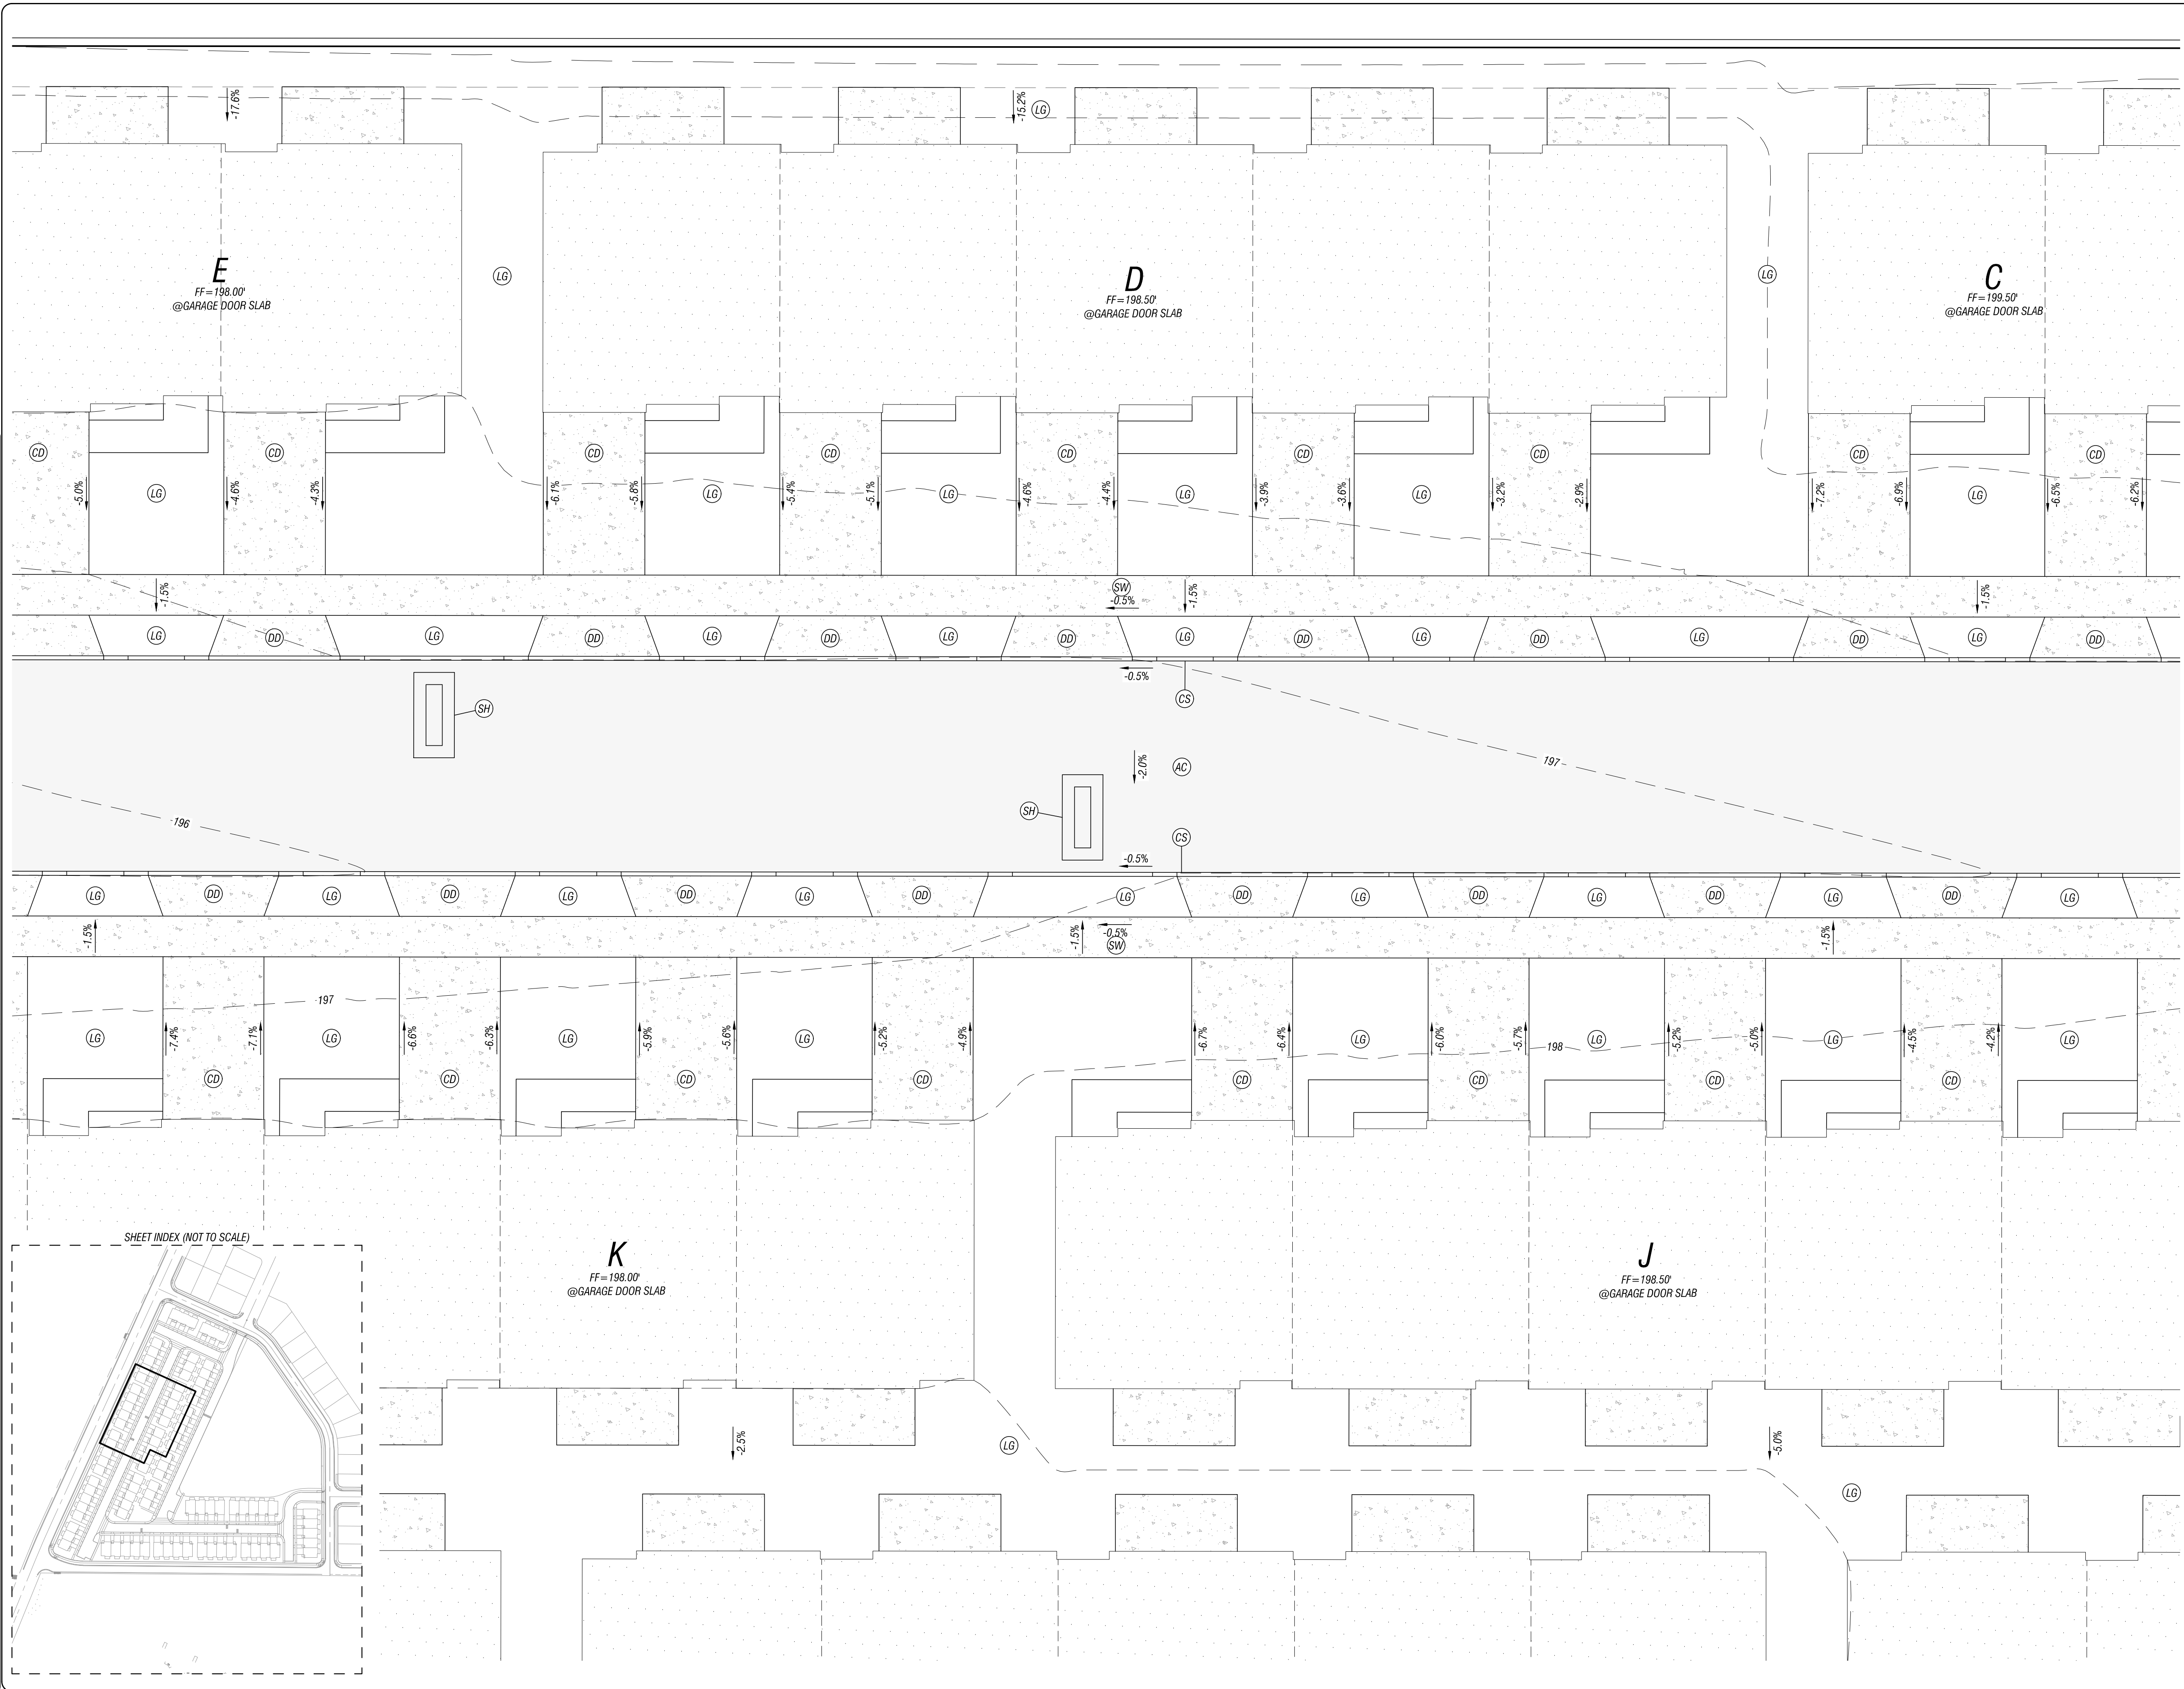 -17.6%
-15.2%
LG
LG
LG
E
FF=198.00'
@GARAGE DOOR SLAB
D
FF=198.50'
@GARAGE DOOR SLAB
C
FF=199.50'
@GARAGE DOOR SLAB
CD
CD
CD
CD
CD
CD
CD
CD
CD
-5.0%
LG
-4.6%
-4.3%
-6.1%
-5.8%
LG
-5.4%
-5.1%
LG
-4.6%
-4.4%
LG
-3.9%
-3.6%
LG
-3.2%
-2.9%
-7.2%
-6.9%
LG
-6.5%
-6.2%
-1.5%
SW
-0.5%
-1.5%
-1.5%
LG
DD
LG
DD
LG
DD
LG
DD
LG
DD
LG
DD
LG
DD
LG
DD
-0.5%
CS
SH
-2.0%
AC
197
SH
196
CS
-0.5%
LG
DD
LG
DD
LG
DD
LG
DD
LG
DD
LG
DD
LG
DD
LG
DD
LG
-1.5%
-1.5%
-0.5%
SW
-1.5%
197
LG
-7.4%
-7.1%
LG
-6.6%
-6.3%
LG
-5.9%
-5.6%
LG
-5.2%
-4.9%
-6.7%
-6.4%
LG
-6.0%
-5.7%
198
LG
-5.2%
-5.0%
LG
-4.5%
-4.2%
LG
CD
CD
CD
CD
CD
CD
CD
CD
SHEET INDEX (NOT TO SCALE)
K
FF=198.00'
@GARAGE DOOR SLAB
J
FF=198.50'
@GARAGE DOOR SLAB
-2.5%
LG
-5.0%
LG